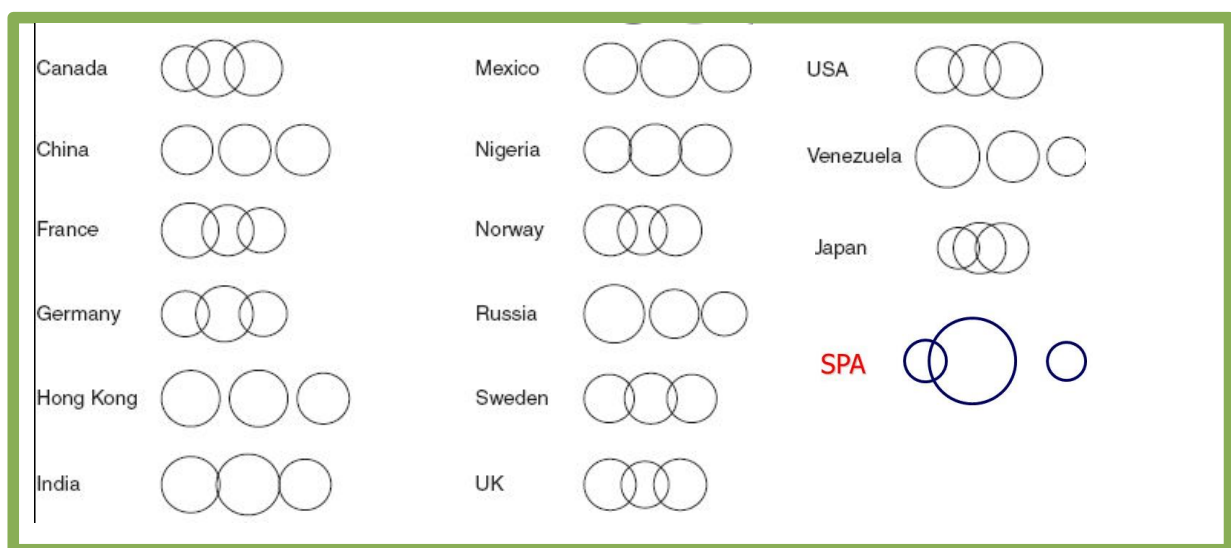 Canada
China
France
Germany
Hong Kong
India
Mexico
Nigeria
Norway
Russia
Sweden
UK
USA
Venezuela
Japan
SPA